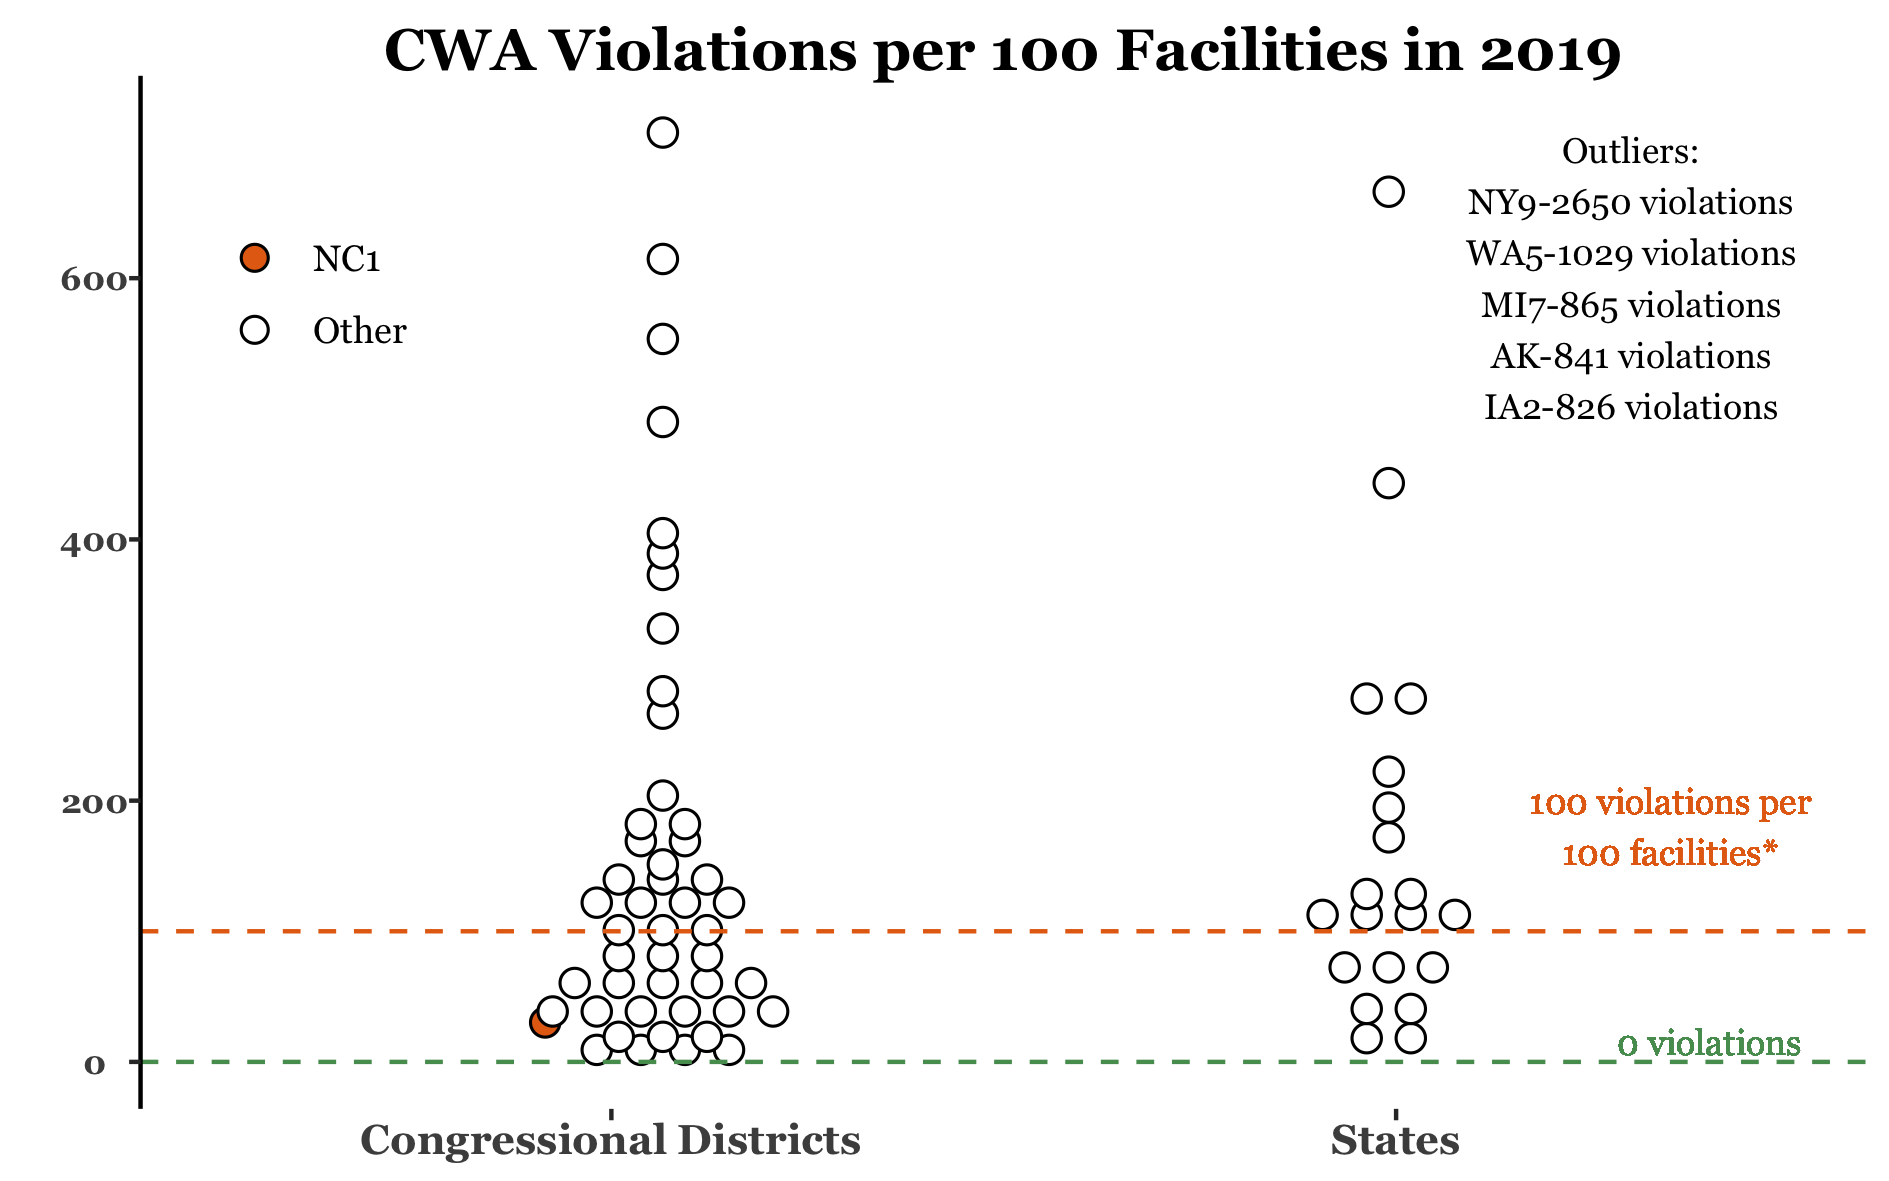 CWA Violations per 100 Facilities in 2019
Outliers:
NY9-2650 violations
WA5-1029 violations
MI7-865 violations
AK-841 violations
IA2-826 violations
NC1
Other
600
400
200
0
100 violations per
100 facilities*
0 violations
Congressional Districts
States